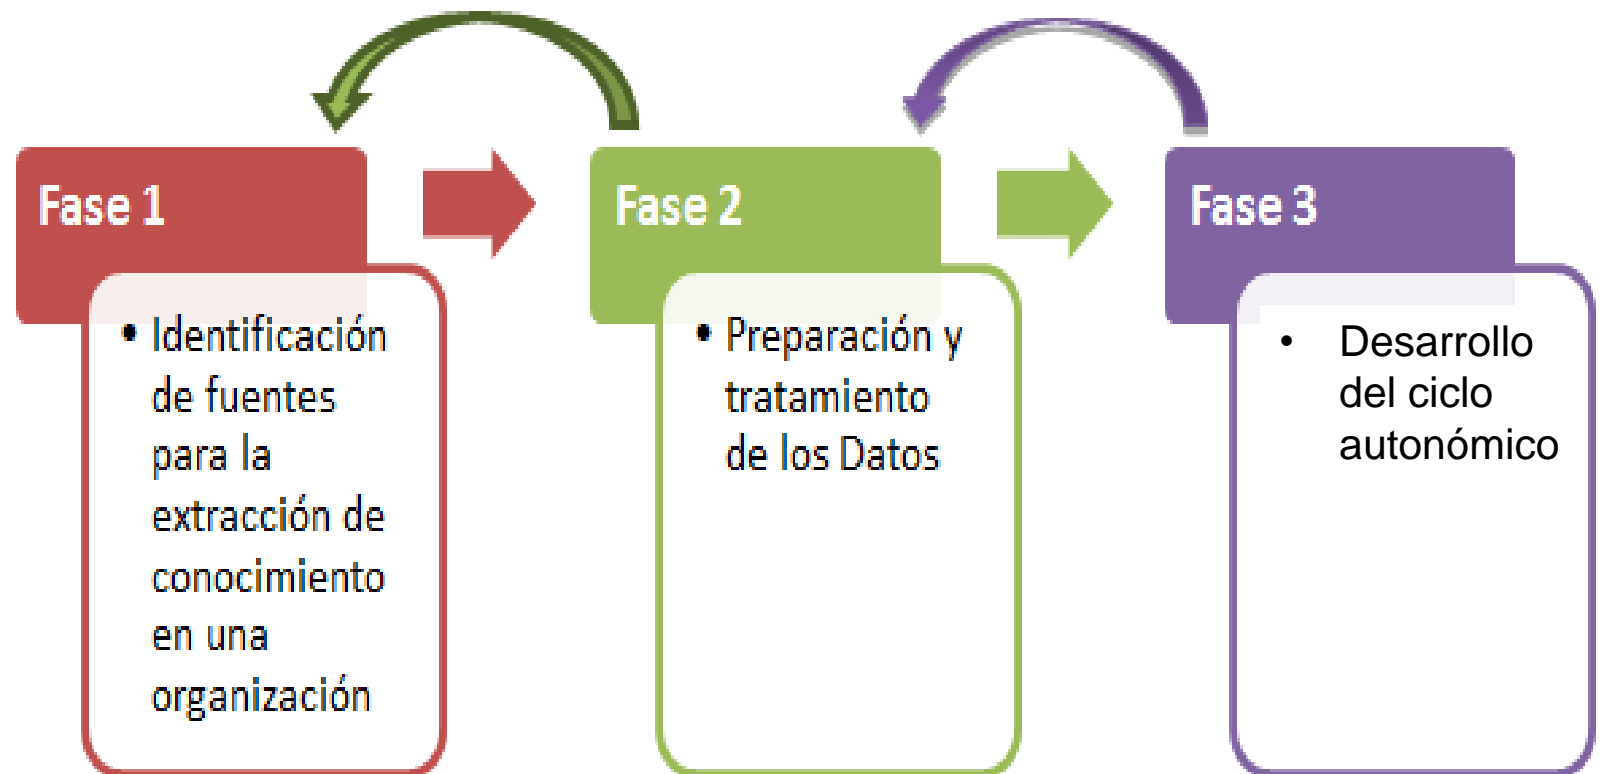 Fase 1
• Identificación
de fuentes
para la
extracción de
conocimiento
en una
organización
Fase 2
• Preparación y
tratamiento
de los Datos
Fase 3
• Desarrollo
del ciclo
autonómico